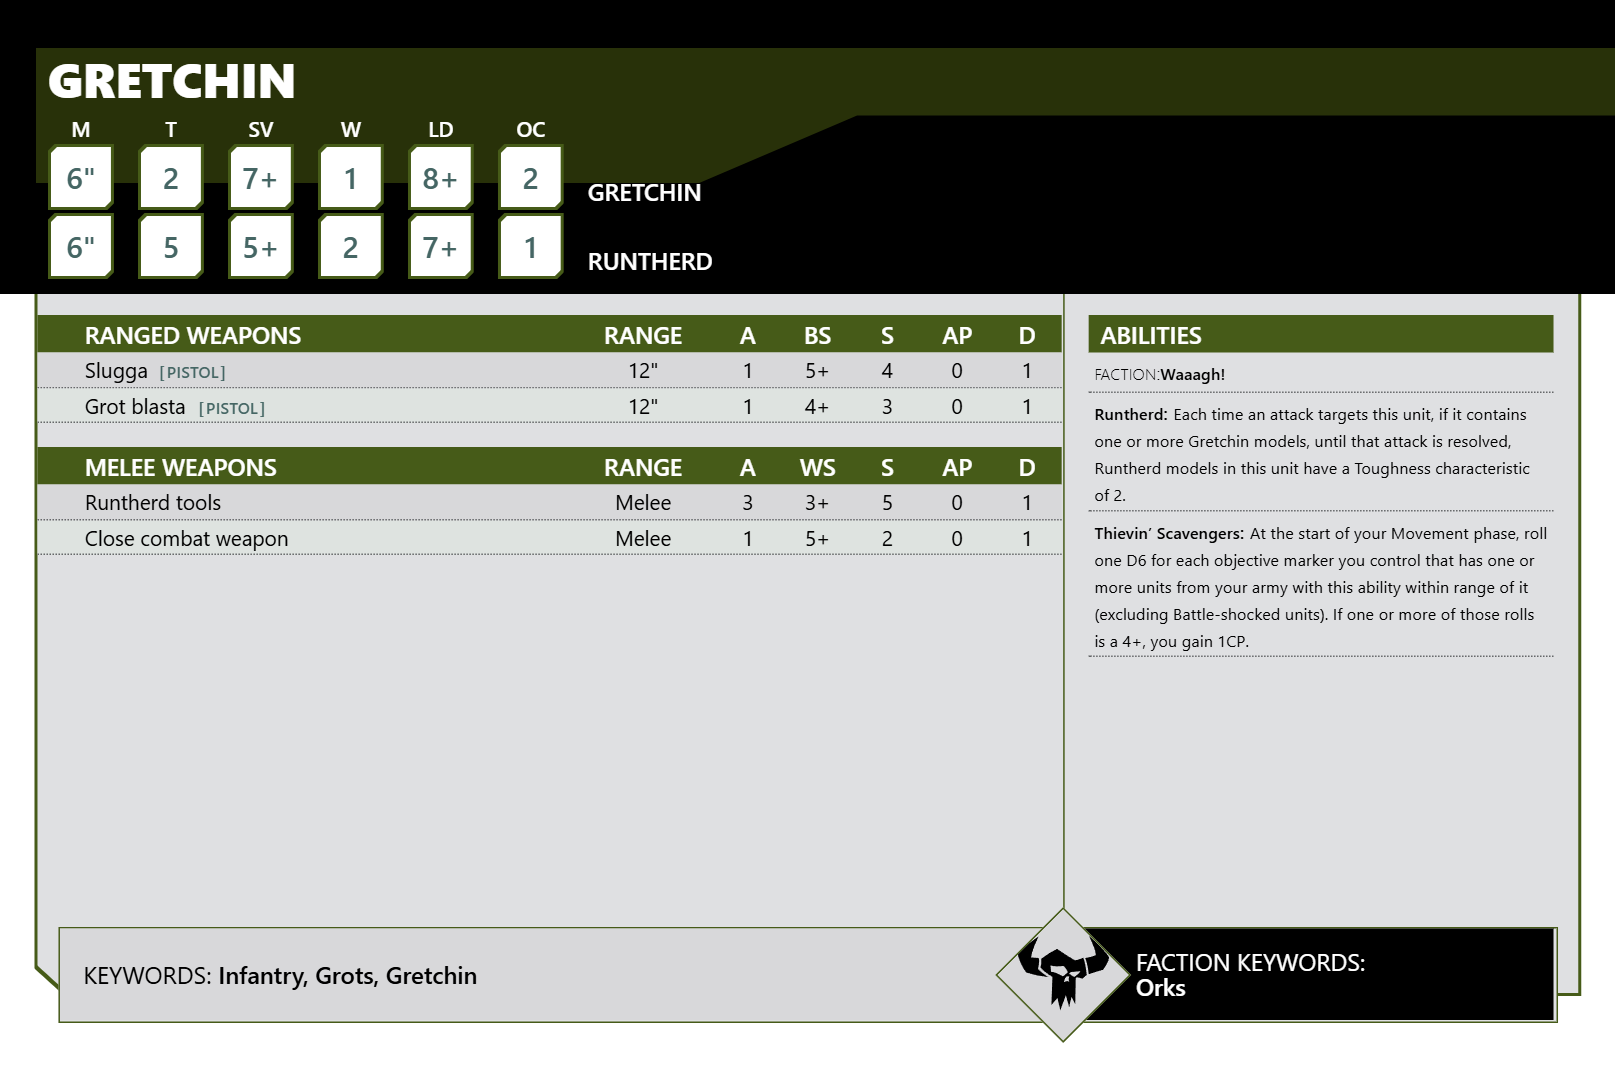 GRETCHIN
M T SV W LD OC
6" 2 7+ 1 8+ 2 GRETCHIN
6" 5 5+ 2 7+ 1 RUNTHERD
RANGED WEAPONS RANGE A BS S AP D
Slugga [PISTOL] 12" 1 5+ 4 0 1
Grot blasta [PISTOL] 12" 1 4+ 3 0 1
MELEE WEAPONS RANGE A WS S AP D
Runtherd tools Melee 3 3+ 5 0 1
Close combat weapon Melee 1 5+ 2 0 1
ABILITIES
FACTION:Waaagh!
Runtherd: Each time an attack targets this unit, if it contains
one or more Gretchin models, until that attack is resolved,
Runtherd models in this unit have a Toughness characteristic
of 2.
Thievin’ Scavengers: At the start of your Movement phase, roll
one D6 for each objective marker you control that has one or
more units from your army with this ability within range of it
(excluding Battle-shocked units). If one or more of those rolls
is a 4+, you gain 1CP.
KEYWORDS: Infantry, Grots, Gretchin
FACTION KEYWORDS:
Orks